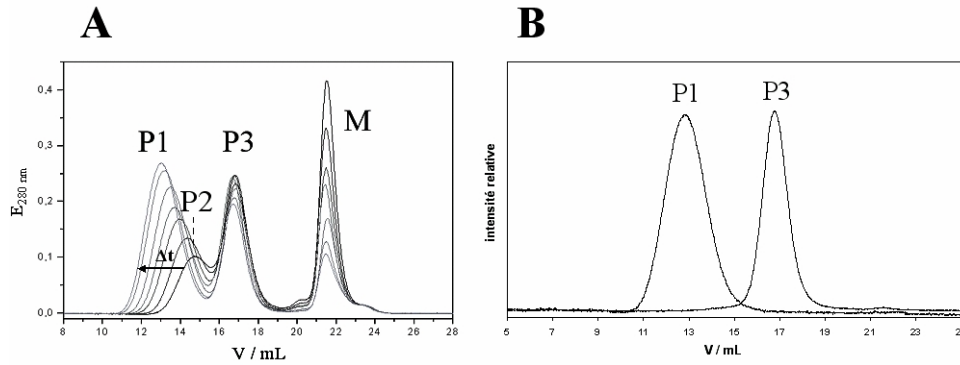 A
P1
P2
P3
M
Δt
0,4
0,3
0,2
0,1
0,0
E280 nm
8 10 12 14 16 18 20 22 24 26 28
V / mL
B
P1
P3
intensité relative
5 7 9 11 13 15 17 19 21 23
V / mL